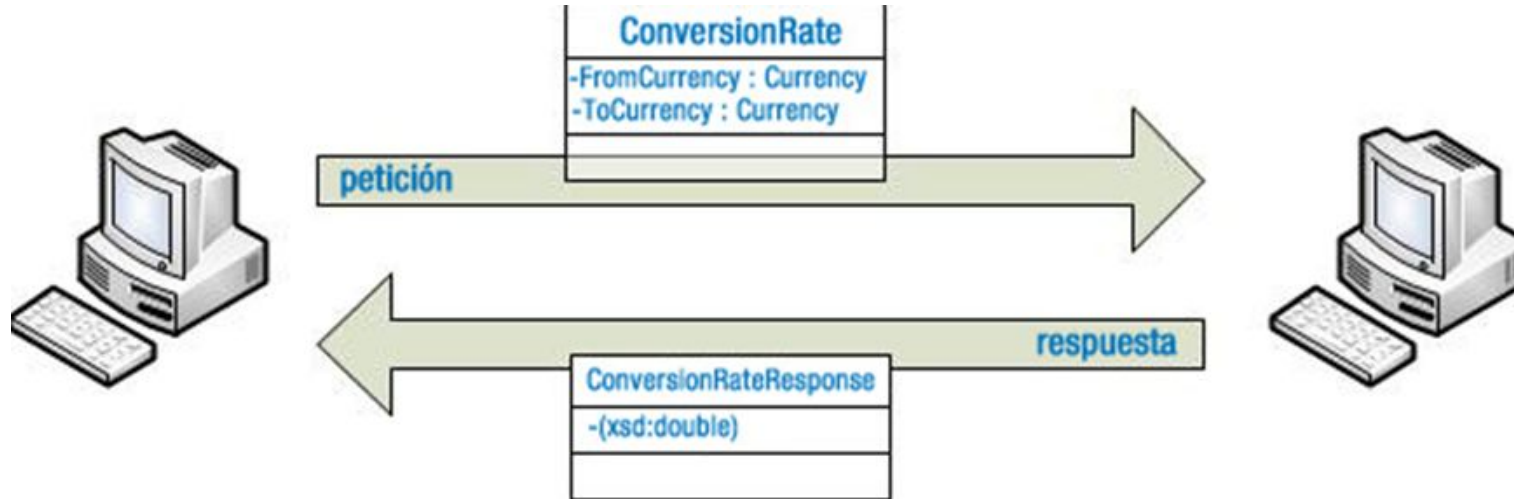 ConversionRate
-FromCurrency : Currency
-ToCurrency : Currency
petición
respuesta
ConversionRateResponse
-(xsd:double)